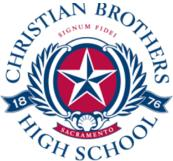 CHRISTIAN BROTHERS
SIGNUM FIDEI
18 76
SACRAMENTO
HIGH SCHOOL